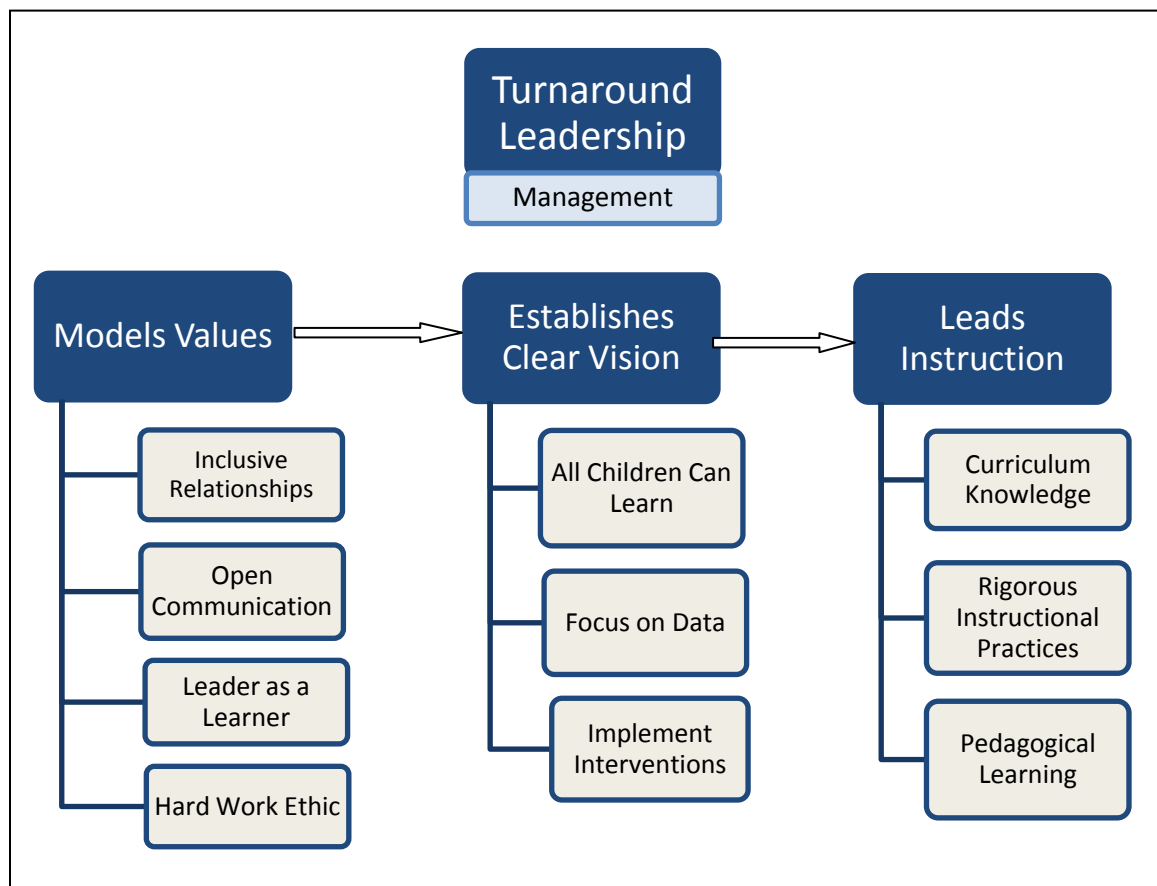 Turnaround
Leadership
Management
Models Values
Inclusive
Relationships
Open
Communication
Leader as a
Learner
Hard Work Ethic
Establishes
Clear Vision
All Children Can
Learn
Focus on Data
Implement
Interventions
Leads
Instruction
Curriculum
Knowledge
Rigorous
Instructional
Practices
Pedagogical
Learning